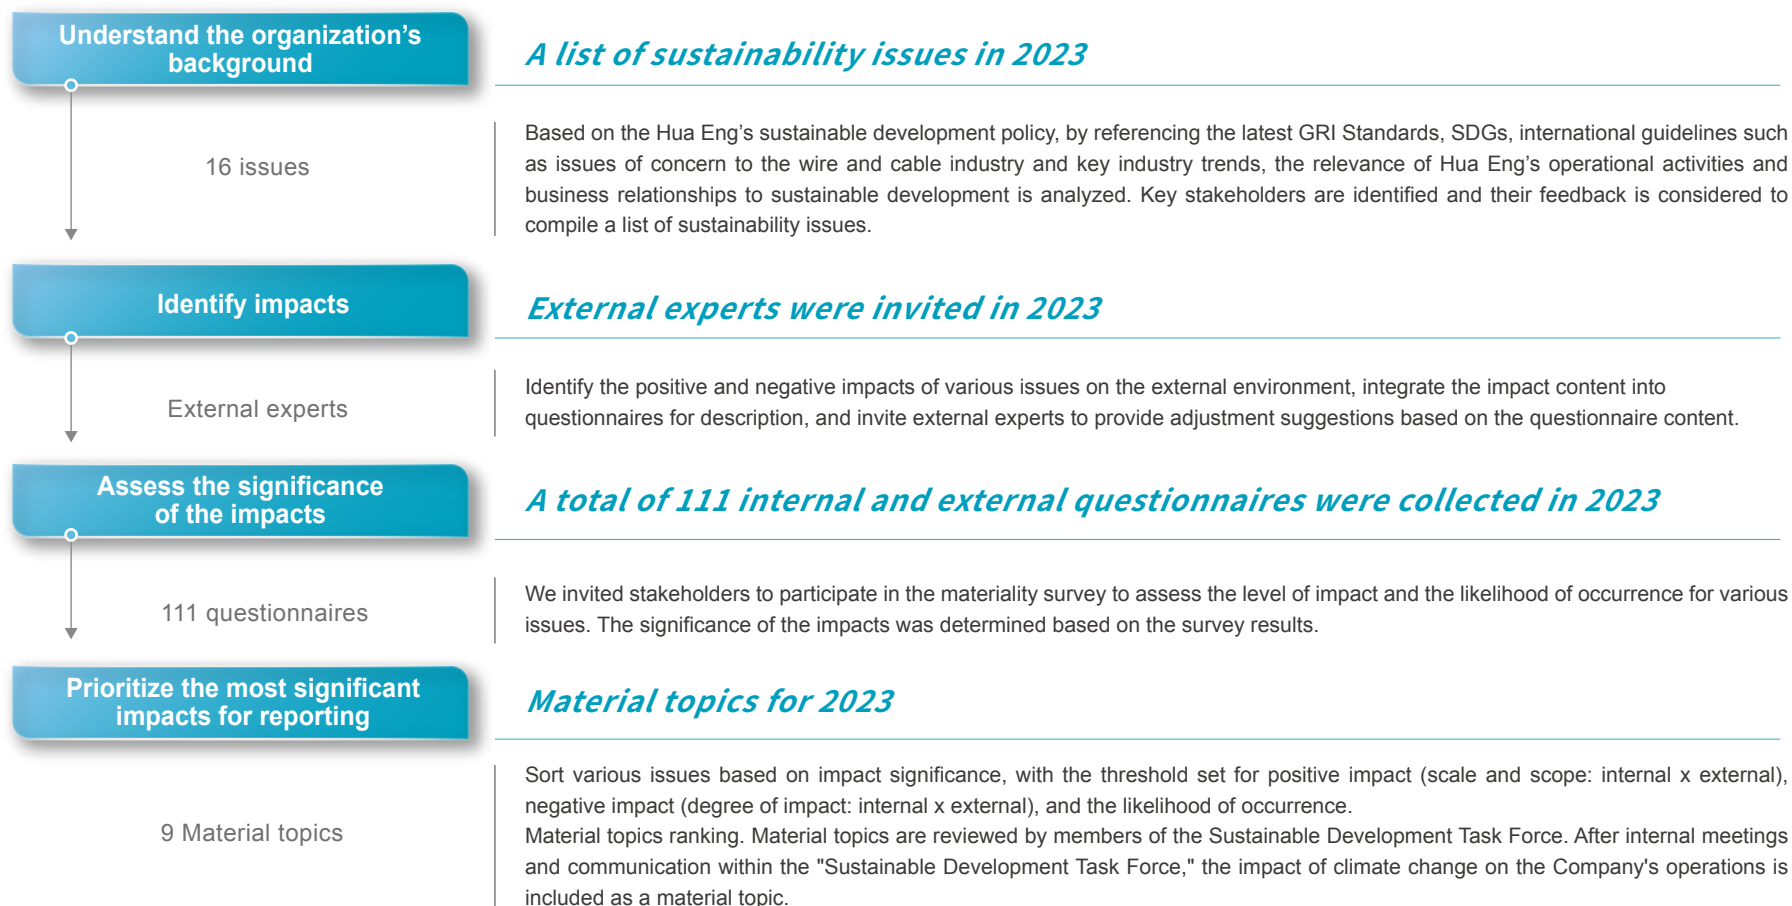 Understand the organization’s
background
A list of sustainability issues in 2023
16 issues
Based on the Hua Eng’s sustainable development policy, by referencing the latest GRI Standards, SDGs, international guidelines such
as issues of concern to the wire and cable industry and key industry trends, the relevance of Hua Eng’s operational activities and
business relationships to sustainable development is analyzed. Key stakeholders are identified and their feedback is considered to
compile a list of sustainability issues.
Identify impacts
External experts were invited in 2023
External experts
Identify the positive and negative impacts of various issues on the external environment, integrate the impact content into
questionnaires for description, and invite external experts to provide adjustment suggestions based on the questionnaire content.
Assess the significance
of the impacts
A total of 111 internal and external questionnaires were collected in 2023
111 questionnaires
We invited stakeholders to participate in the materiality survey to assess the level of impact and the likelihood of occurrence for various
issues. The significance of the impacts was determined based on the survey results.
Prioritize the most significant
impacts for reporting
Material topics for 2023
9 Material topics
Sort various issues based on impact significance, with the threshold set for positive impact (scale and scope: internal x external),
negative impact (degree of impact: internal x external), and the likelihood of occurrence.
Material topics ranking. Material topics are reviewed by members of the Sustainable Development Task Force. After internal meetings
and communication within the "Sustainable Development Task Force," the impact of climate change on the Company's operations is
included as a material topic.